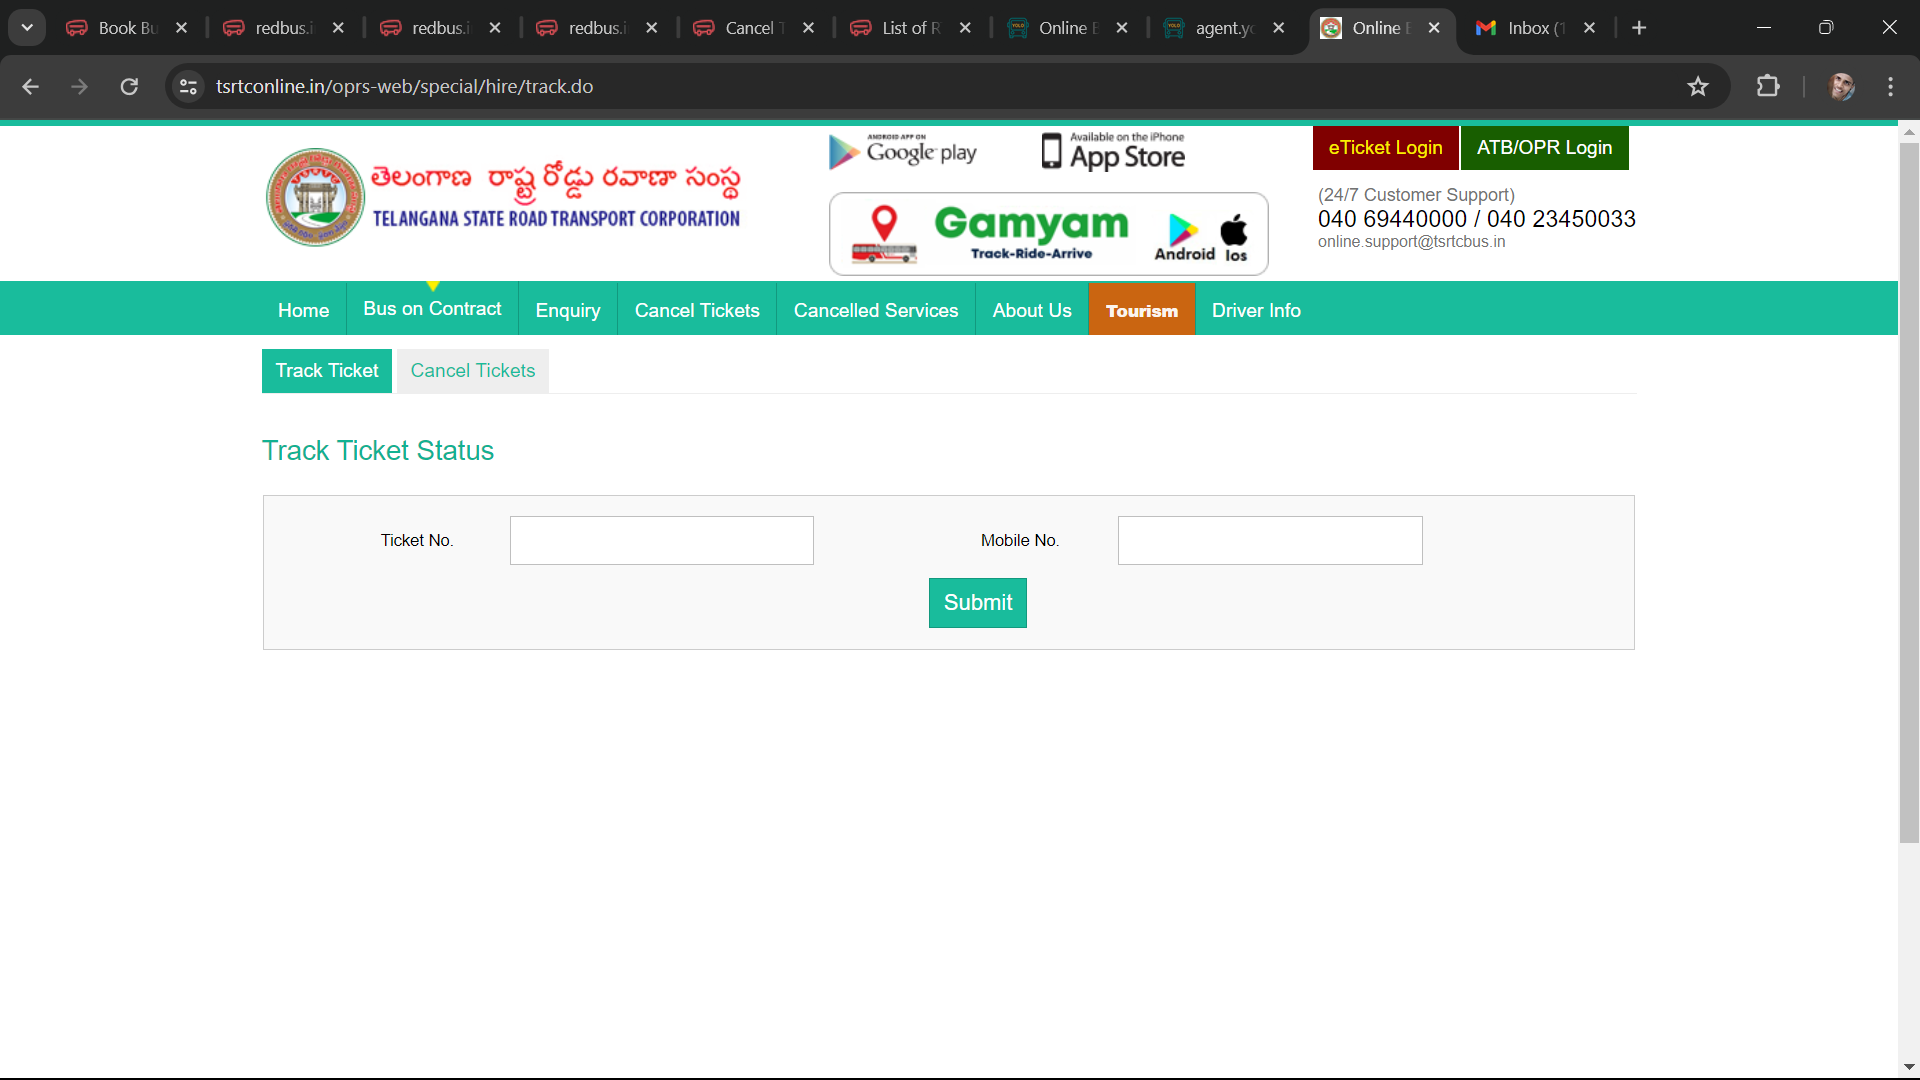 Book Bu
redbus.i
redbus.i
redbus.i
Cancel T
List of R
Online E
agent.yo
Online E
Inbox (1
tsrtconline.in/oprs-web/special/hire/track.do
తెలంగాణ రాష్ట్ర రోడ్డు రవాణా సంస్థ
TELANGANA STATE ROAD TRANSPORT CORPORATION
ANDROID APP ON
Google play
Available on the iPhone
App Store
Gamyam
Track-Ride-Arrive
Android Ios
eTicket Login
ATB/OPR Login
(24/7 Customer Support)
040 69440000 / 040 23450033
online.support@tsrtcbus.in
Home
Bus on Contract
Enquiry
Cancel Tickets
Cancelled Services
About Us
Tourism
Driver Info
Track Ticket
Cancel Tickets
Track Ticket Status
Ticket No.
Mobile No.
Submit